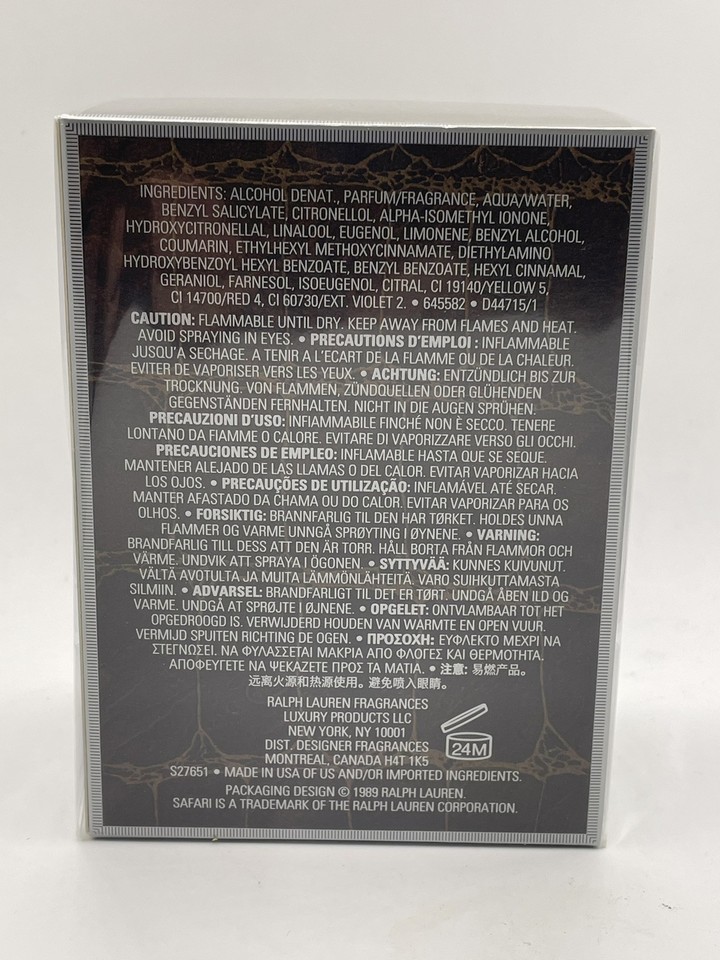 INGREDIENTS: ALCOHOL DENAT., PARFUM/FRAGRANCE, AQUA/WATER,
BENZYL SALICYLATE, CITRONELLOL, ALPHA-ISOMETHYL IONONE,
HYDROXYCITRONELLAL, LINALOOL, EUGENOL, LIMONENE, BENZYL ALCOHOL,
COUMARIN, ETHYLHEXYL METHOXYCINNAMATE, DIETHYLAMINO
HYDROXYBENZOYL HEXYL BENZOATE, BENZYL BENZOATE, HEXYL CINNAMAL,
GERANIOL, FARNESOL, ISOEUGENOL, CITRAL, CI 19140/YELLOW 5,
CI 14700/RED 4, CI 60730/EXT. VIOLET 2. • 645582 • D44715/1
CAUTION: FLAMMABLE UNTIL DRY. KEEP AWAY FROM FLAMES AND HEAT.
AVOID SPRAYING IN EYES. • PRECAUTIONS D'EMPLOI : INFLAMMABLE
JUSQU'A SECHAGE. A TENIR A L'ECART DE LA FLAMME OU DE LA CHALEUR.
EVITER DE VAPORISER VERS LES YEUX. • ACHTUNG: ENTZÜNDLICH BIS ZUR
TROCKNUNG. VON FLAMMEN, ZÜNDQUELLEN ODER GLÜHENDEN
GEGENSTÄNDEN FERNHALTEN. NICHT IN DIE AUGEN SPRÜHEN.
PRECAUZIONI D'USO: INFIAMMABILE FINCHÉ NON È SECCO. TENERE
LONTANO DA FIAMME O CALORE. EVITARE DI VAPORIZZARE VERSO GLI OCCHI.
PRECAUCIONES DE EMPLEO: INFLAMABLE HASTA QUE SE SEQUE.
MANTENER ALEJADO DE LAS LLAMAS O DEL CALOR. EVITAR VAPORIZAR HACIA
LOS OJOS. • PRECAUÇÕES DE UTILIZAÇÃO: INFLAMÁVEL ATÉ SECAR.
MANTER AFASTADO DA CHAMA OU DO CALOR. EVITAR VAPORIZAR PARA OS
OLHOS. • FORSIKTIG: BRANNFARLIG TIL DEN HAR TØRKET. HOLDES UNNA
FLAMMER OG VARME UNNGÅ SPRØYTING I ØYNENE. • VARNING:
BRANDFARLIG TILL DESS ATT DEN ÄR TORR. HÅLL BORTA FRÅN FLAMMOR OCH
VÄRME. UNDVIK ATT SPRAYA I ÖGONEN. • SYTTYVÄÄ: KUNNES KUIVUNUT.
VÄLTÄ AVOTULTA JA MUITA LÄMMÖNLÄHTEITÄ. VARO SUIHKUTTAMASTA
SILMIIN. • ADVARSEL: BRANDFARLIGT TIL DET ER TØRT. UNDGÅ ÅBEN ILD OG
VARME. UNDGÅ AT SPRØJTE I ØJNENE. • OPGELET: ONTVLAMBAAR TOT HET
OPGEDROOGD IS. VERWIJDERD HOUDEN VAN WARMTE EN OPEN VUUR.
VERMIJD SPUITEN RICHTING DE OGEN. • ΠΡΟΣΟΧΗ: ΕΥΦΛΕΚΤΟ ΜΕΧΡΙ ΝΑ
ΣΤΕΓΝΩΣΕΙ. ΝΑ ΦΥΛΑΣΣΕΤΑΙ ΜΑΚΡΙΑ ΑΠΟ ΦΛΟΓΕΣ ΚΑΙ ΘΕΡΜΟΤΗΤΑ.
ΑΠΟΦΕΥΓΕΤΕ ΝΑ ΨΕΚΑΖΕΤΕ ΠΡΟΣ ΤΑ ΜΑΤΙΑ. • 注意: 易燃产品。
远离火源和热源使用。避免喷入眼睛。
RALPH LAUREN FRAGRANCES
LUXURY PRODUCTS LLC
NEW YORK, NY 10001
DIST. DESIGNER FRAGRANCES
MONTREAL, CANADA H4T 1K5
24M
S27651 • MADE IN USA OF US AND/OR IMPORTED INGREDIENTS.
PACKAGING DESIGN © 1989 RALPH LAUREN.
SAFARI IS A TRADEMARK OF THE RALPH LAUREN CORPORATION.